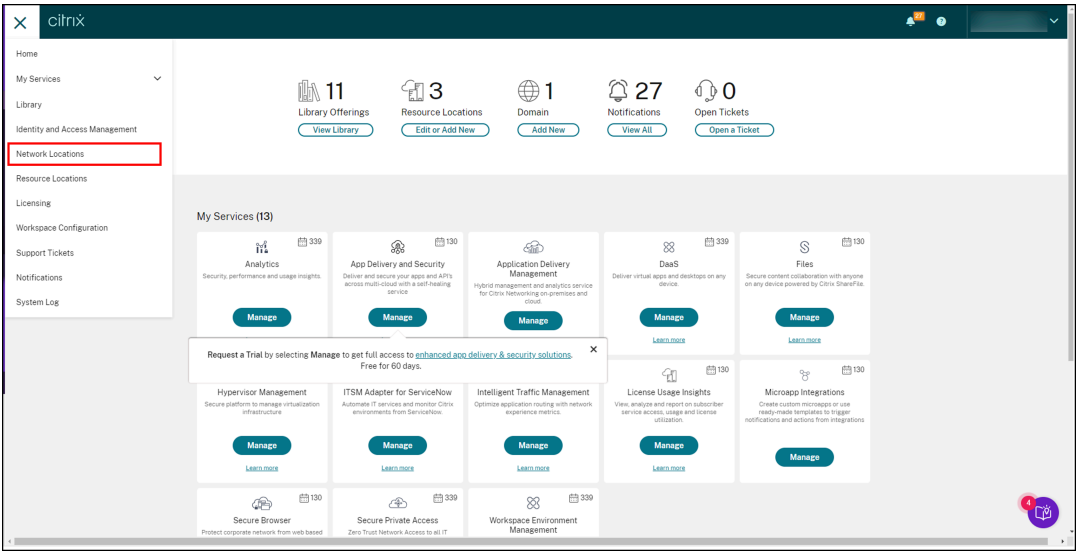 citrix
27
Home
My Services
Library
Identity and Access Management
Network Locations
Resource Locations
Licensing
Workspace Configuration
Support Tickets
Notifications
System Log
11
Library Offerings
View Library
3
Resource Locations
Edit or Add New
1
Domain
Add New
27
Notifications
View All
0
Open Tickets
Open a Ticket
My Services (13)
339
Analytics
Security, performance and usage insights.
Manage
130
App Delivery and Security
Deliver and secure your apps and API's
across multi-cloud with a self-healing
service
Manage
Application Delivery
Management
Hybrid management and analytics service
for Citrix Networking on-premises and
cloud.
Manage
339
DaaS
Deliver virtual apps and desktops on any
device.
Manage
Learn more
130
Files
Secure content collaboration with anyone
on any device powered by Citrix ShareFile.
Manage
Learn more
Request a Trial by selecting Manage to get full access to enhanced app delivery & security solutions.
Free for 60 days.
Hypervisor Management
Secure platform to manage virtualization
infrastructure
Manage
Learn more
ITSM Adapter for ServiceNow
Automate IT services and monitor Citrix
environments from ServiceNow.
Manage
Learn more
Intelligent Traffic Management
Optimize application routing with network
experience metrics.
Manage
Learn more
130
License Usage Insights
View, analyze and report on subscriber
service access, usage and license
utilization.
Manage
Learn more
130
Microapp Integrations
Create custom microapps or use
ready-made templates to trigger
notifications and actions from integrations
Manage
130
Secure Browser
Protect corporate network from web based
339
Secure Private Access
Zero Trust Network Access to all IT
339
Workspace Environment
Management
4